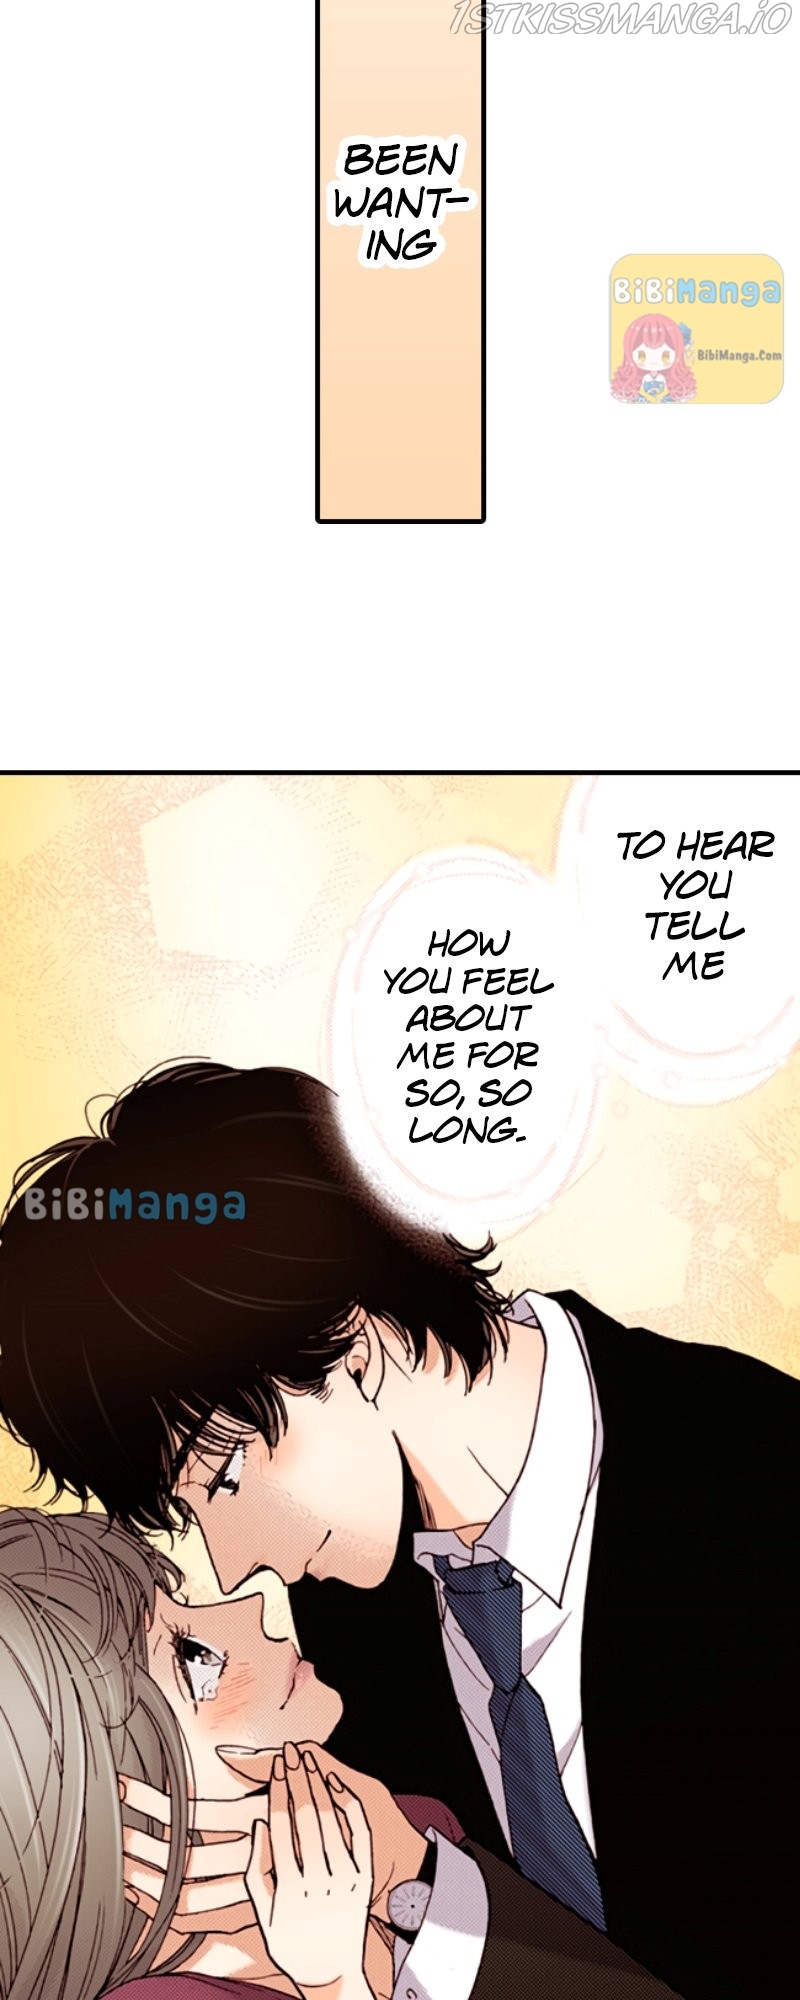 1STKISSMANGA.IO
BEEN
WANT-
ING
BiBiManga
BibiManga.Com
TO HEAR
YOU
TELL
ME
HOW
YOU FEEL
ABOUT
ME FOR
SO, SO
LONG.
BiBiManga